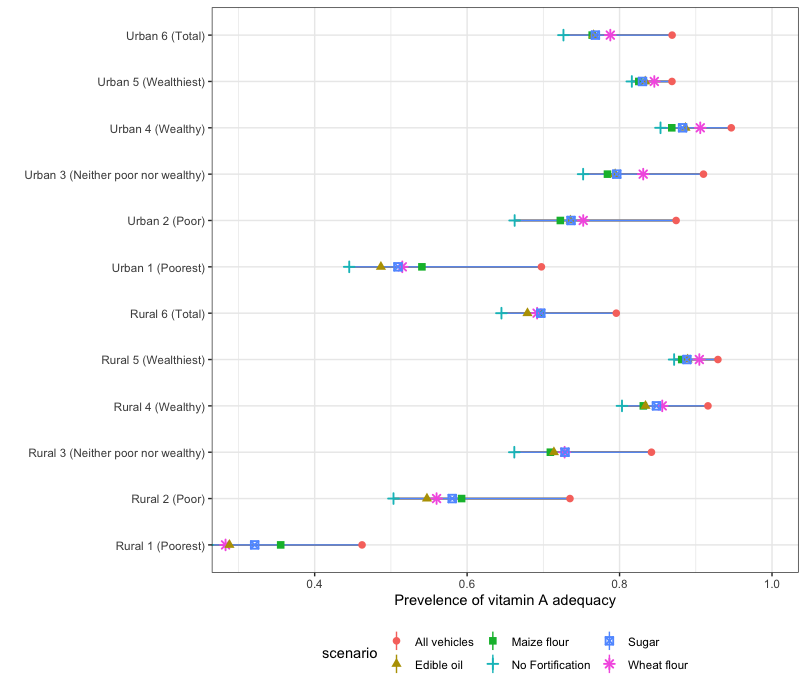 Urban 6 (Total)
Urban 5 (Wealthiest)
Urban 4 (Wealthy)
Urban 3 (Neither poor nor wealthy)
Urban 2 (Poor)
Urban 1 (Poorest)
Rural 6 (Total)
Rural 5 (Wealthiest)
Rural 4 (Wealthy)
Rural 3 (Neither poor nor wealthy)
Rural 2 (Poor)
Rural 1 (Poorest)
0.4 0.6 0.8 1.0
Prevelence of vitamin A adequacy
scenario
All vehicles Maize flour Sugar
Edible oil No Fortification Wheat flour